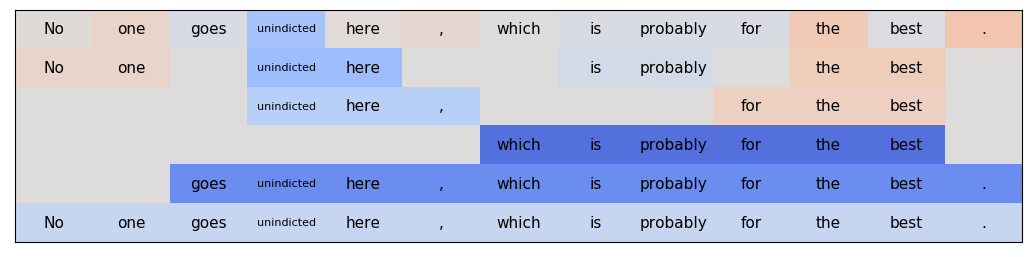 No one goes unindicted here , which is probably for the best .
No one unindicted here is probably the best
unindicted here , for the best
which is probably for the best
goes unindicted here , which is probably for the best .
No one goes unindicted here , which is probably for the best .